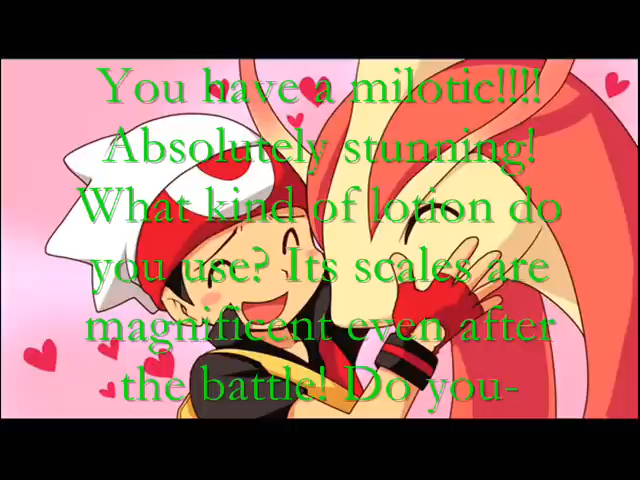 You have a milotic!!!!
Absolutely stunning!
What kind of lotion do
you use? Its scales are
magnificent even after
the battle! Do you-